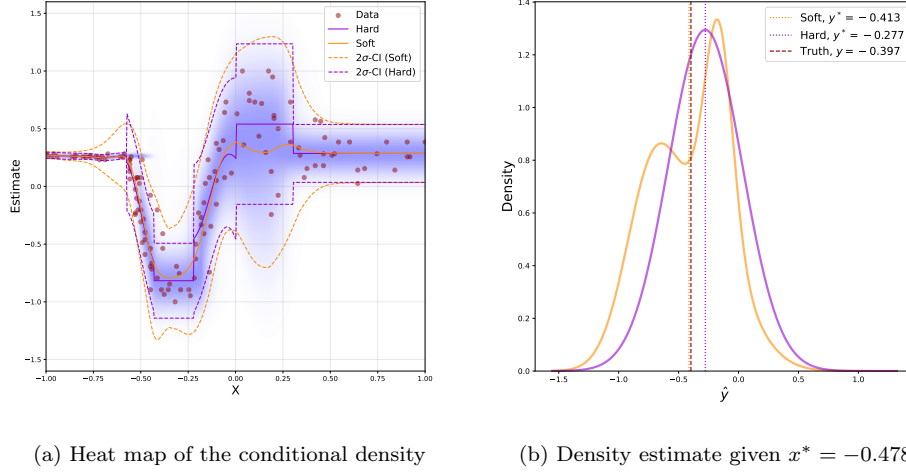 Data
Hard
Soft
2σ-CI (Soft)
2σ-CI (Hard)
1.5
1.0
0.5
0.0
−0.5
−1.0
−1.5
Estimate
−1.00
−0.75
−0.50
−0.25
0.00
0.25
0.50
0.75
1.00
X
(a) Heat map of the conditional density
Soft, y* = −0.413
Hard, y* = −0.277
Truth, y = −0.397
1.4
1.2
1.0
0.8
0.6
0.4
0.2
0.0
Density
−1.5
−1.0
−0.5
0.0
0.5
1.0
ŷ
(b) Density estimate given x* = −0.478